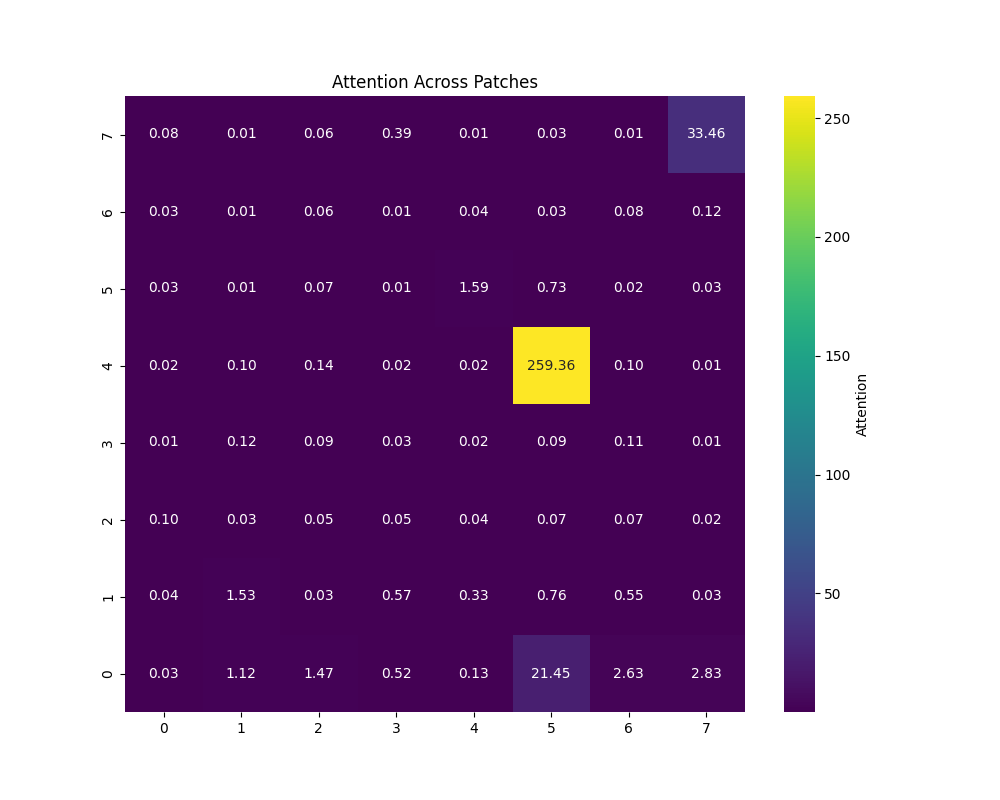 Attention Across Patches
7 0.08 0.01 0.06 0.39 0.01 0.03 0.01 33.46
6 0.03 0.01 0.06 0.01 0.04 0.03 0.08 0.12
5 0.03 0.01 0.07 0.01 1.59 0.73 0.02 0.03
4 0.02 0.10 0.14 0.02 0.02 259.36 0.10 0.01
3 0.01 0.12 0.09 0.03 0.02 0.09 0.11 0.01
2 0.10 0.03 0.05 0.05 0.04 0.07 0.07 0.02
1 0.04 1.53 0.03 0.57 0.33 0.76 0.55 0.03
0 0.03 1.12 1.47 0.52 0.13 21.45 2.63 2.83
0 1 2 3 4 5 6 7
250
200
150
100
50
Attention